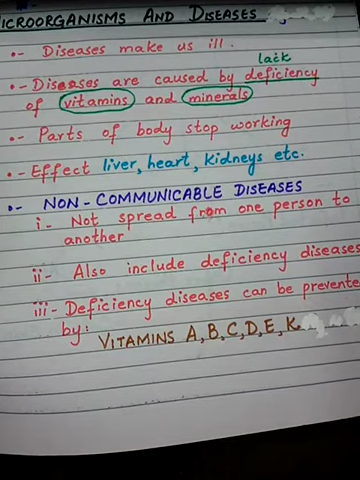 MICROORGANISMS AND DISEASES
•- Diseases make us ill.
lack
•- Diseases are caused by deficiency
of vitamins and minerals
•- Parts of body stop working
•- Effect liver, heart, kidneys etc.
•- NON-COMMUNICABLE DISEASES
i- Not spread from one person to
another
ii- Also include deficiency diseases
iii- Deficiency diseases can be prevente
by: VITAMINS A, B, C, D, E, K